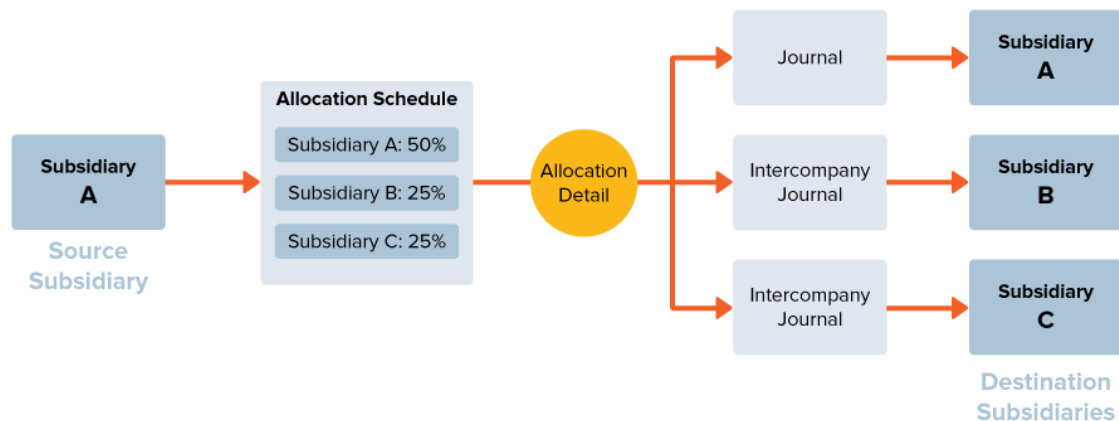 Subsidiary
A
Source
Subsidiary
Allocation Schedule
Subsidiary A: 50%
Subsidiary B: 25%
Subsidiary C: 25%
Allocation
Detail
Journal
Subsidiary
A
Intercompany
Journal
Subsidiary
B
Intercompany
Journal
Subsidiary
C
Destination
Subsidiaries